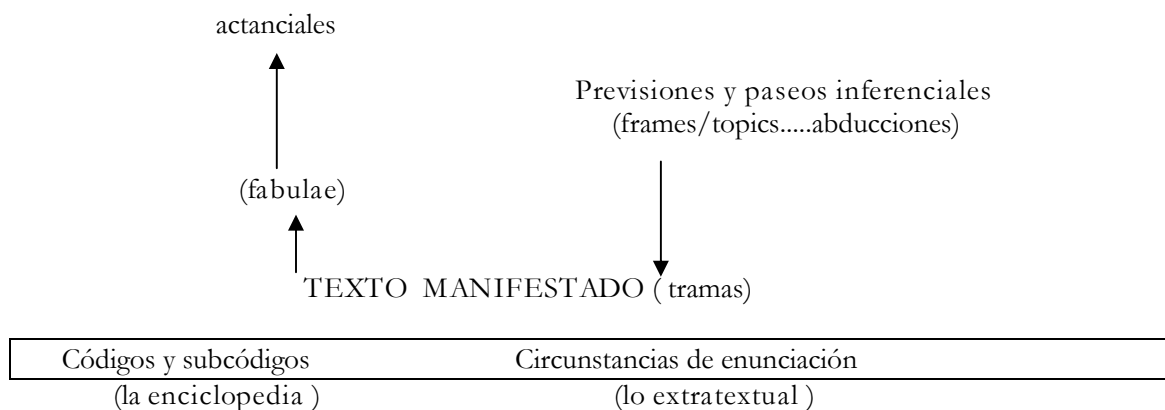 actanciales
Previsiones y paseos inferenciales
(frames/topics.....abducciones)
(fabulae)
TEXTO MANIFESTADO ( tramas)
Códigos y subcódigos Circunstancias de enunciación
(la enciclopedia ) (lo extratextual )